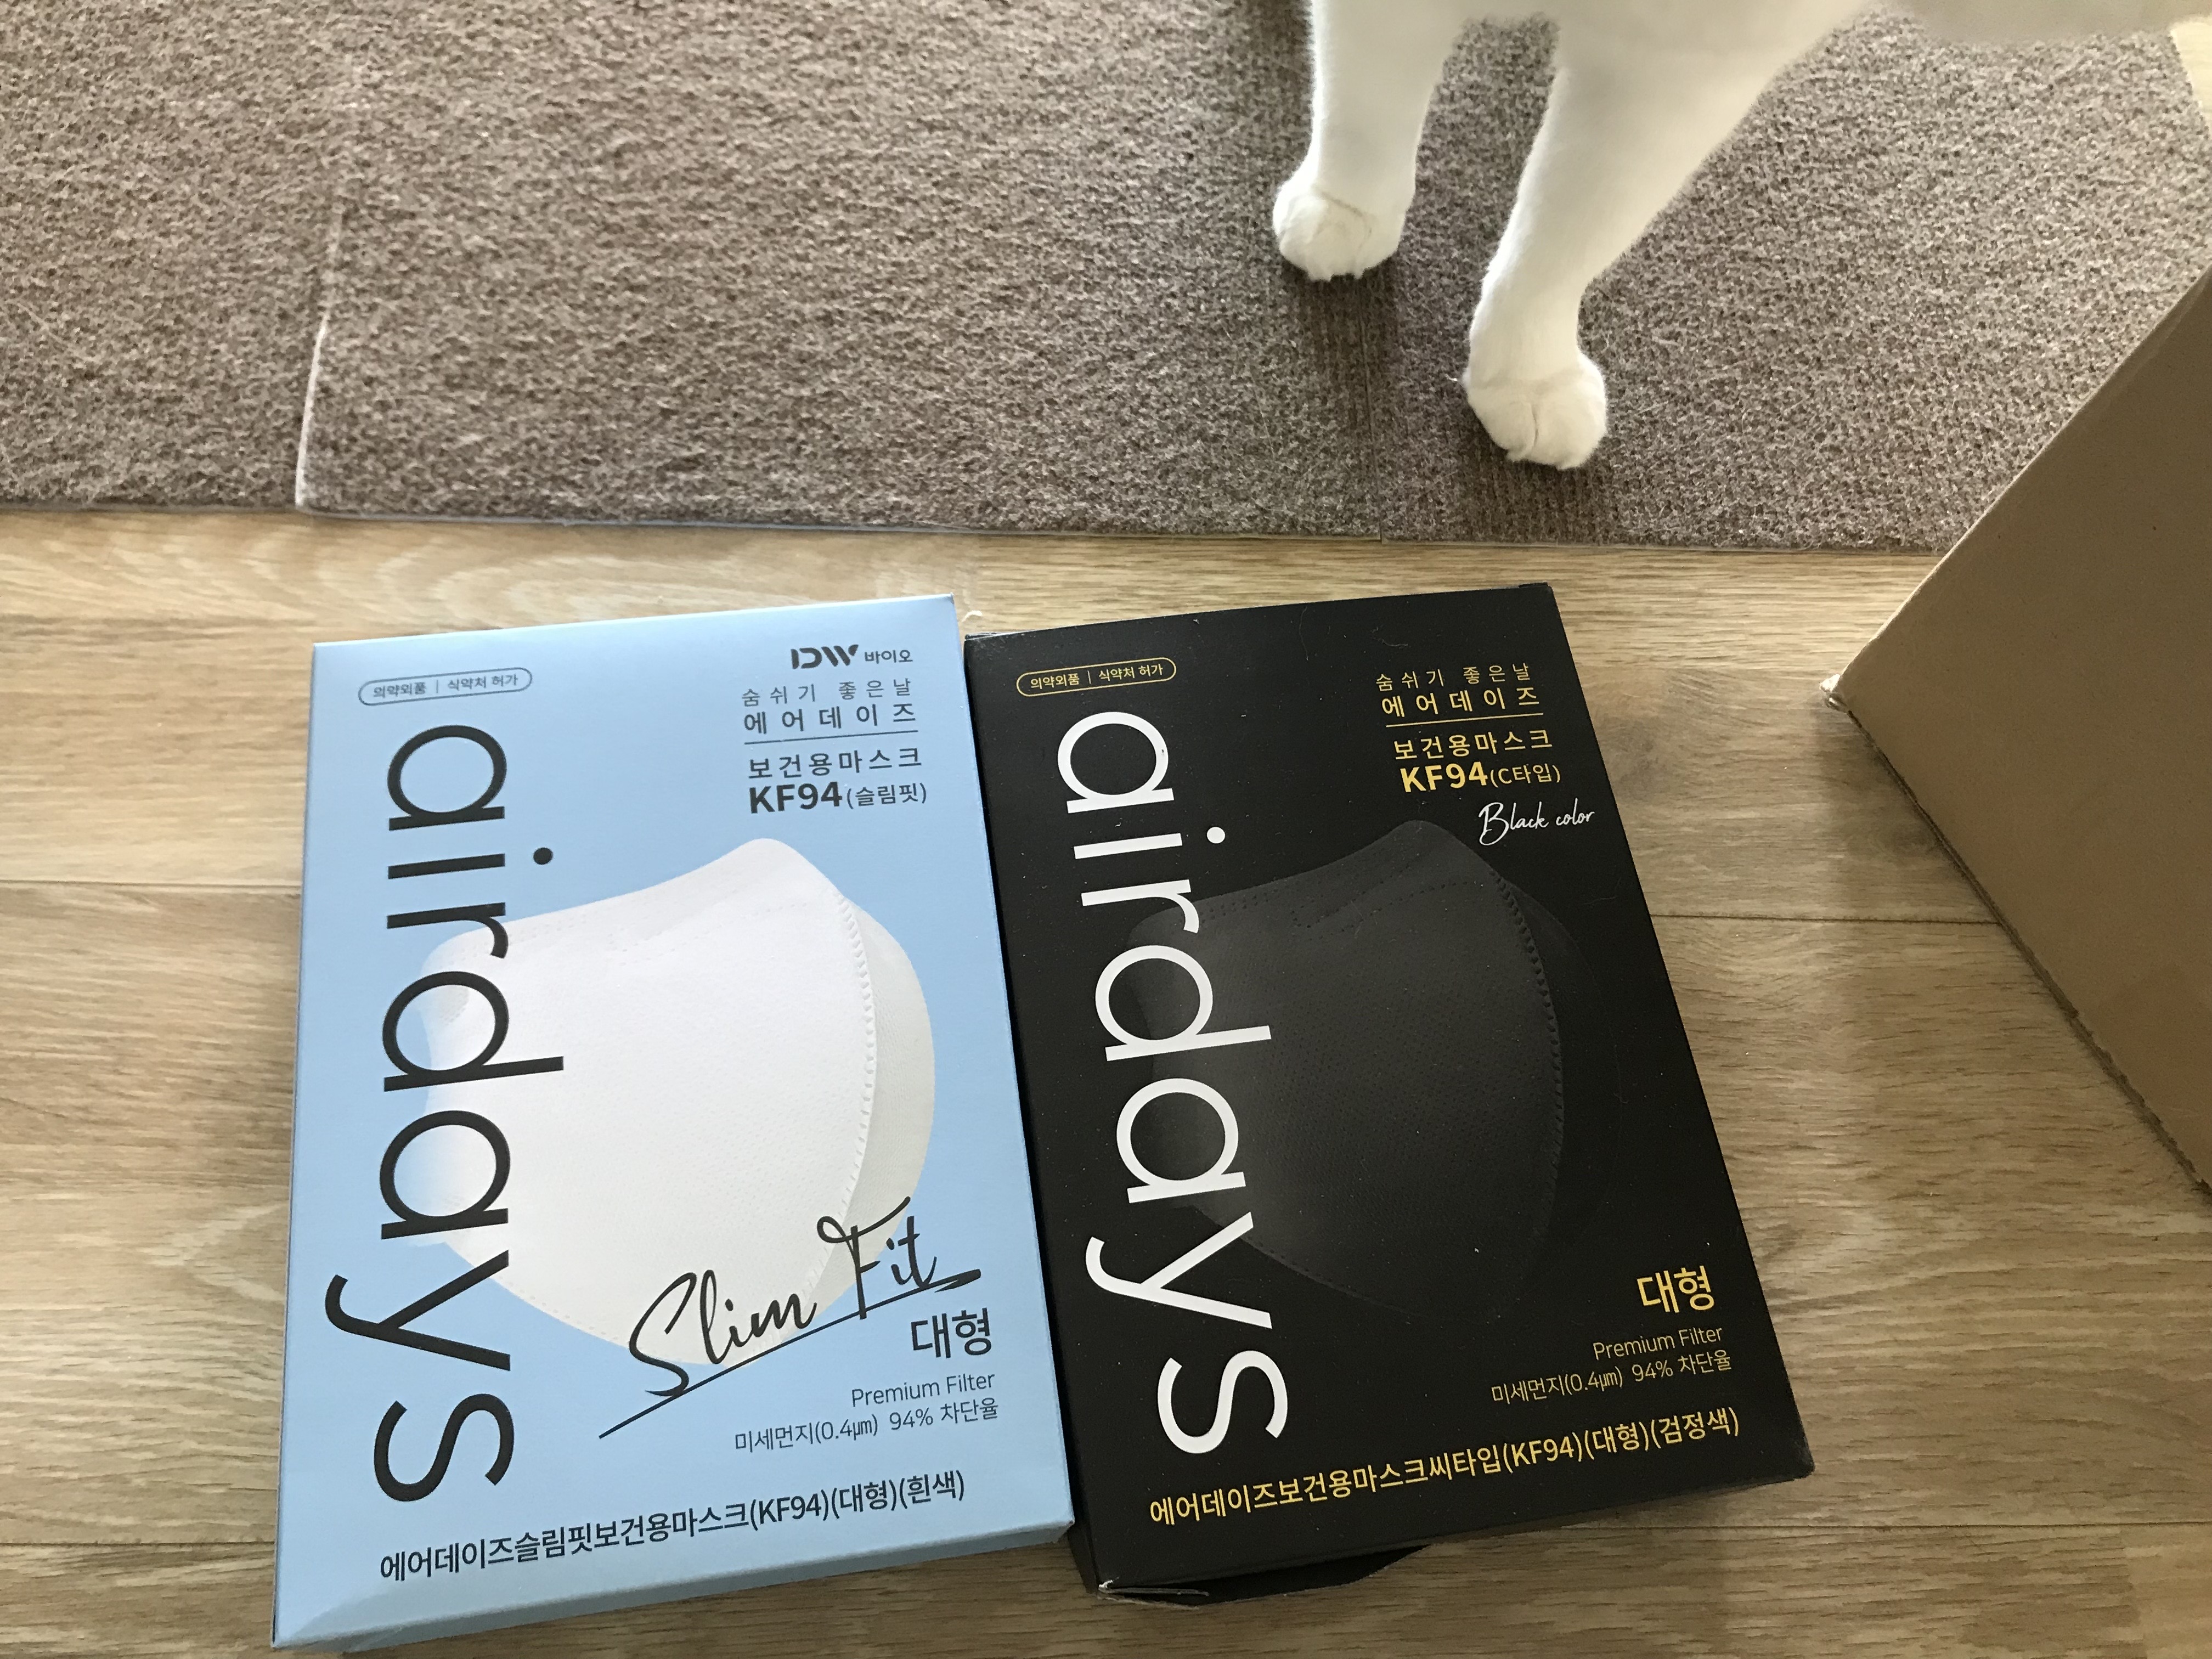 의약외품 | 식약처 허가
DW 바이오
숨쉬기 좋은날
에어데이즈
보건용마스크
KF94(슬림핏)
airdays
Slim Fit
대형
Premium Filter
미세먼지(0.4㎛) 94% 차단율
에어데이즈슬림핏보건용마스크(KF94)(대형)(흰색)
의약외품 | 식약처 허가
숨쉬기 좋은날
에어데이즈
보건용마스크
KF94(C타입)
Black color
airdays
대형
Premium Filter
미세먼지(0.4㎛) 94% 차단율
에어데이즈보건용마스크씨타입(KF94)(대형)(검정색)